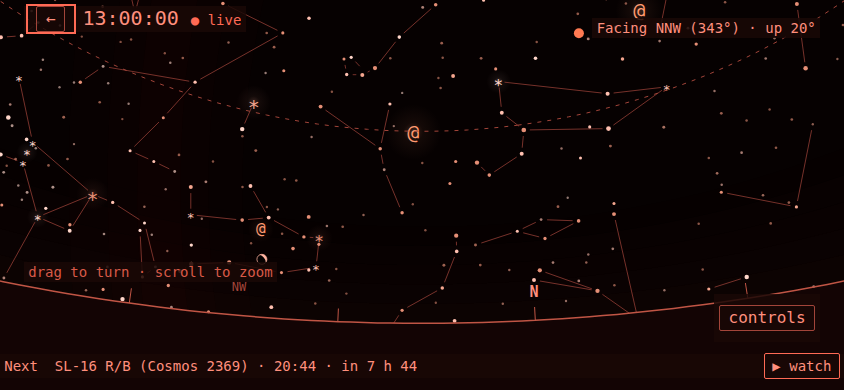 ← 13:00:00 ● live
Facing NNW (343°) · up 20°
drag to turn · scroll to zoom
NW
N
controls
Next SL-16 R/B (Cosmos 2369) · 20:44 · in 7 h 44
▶ watch